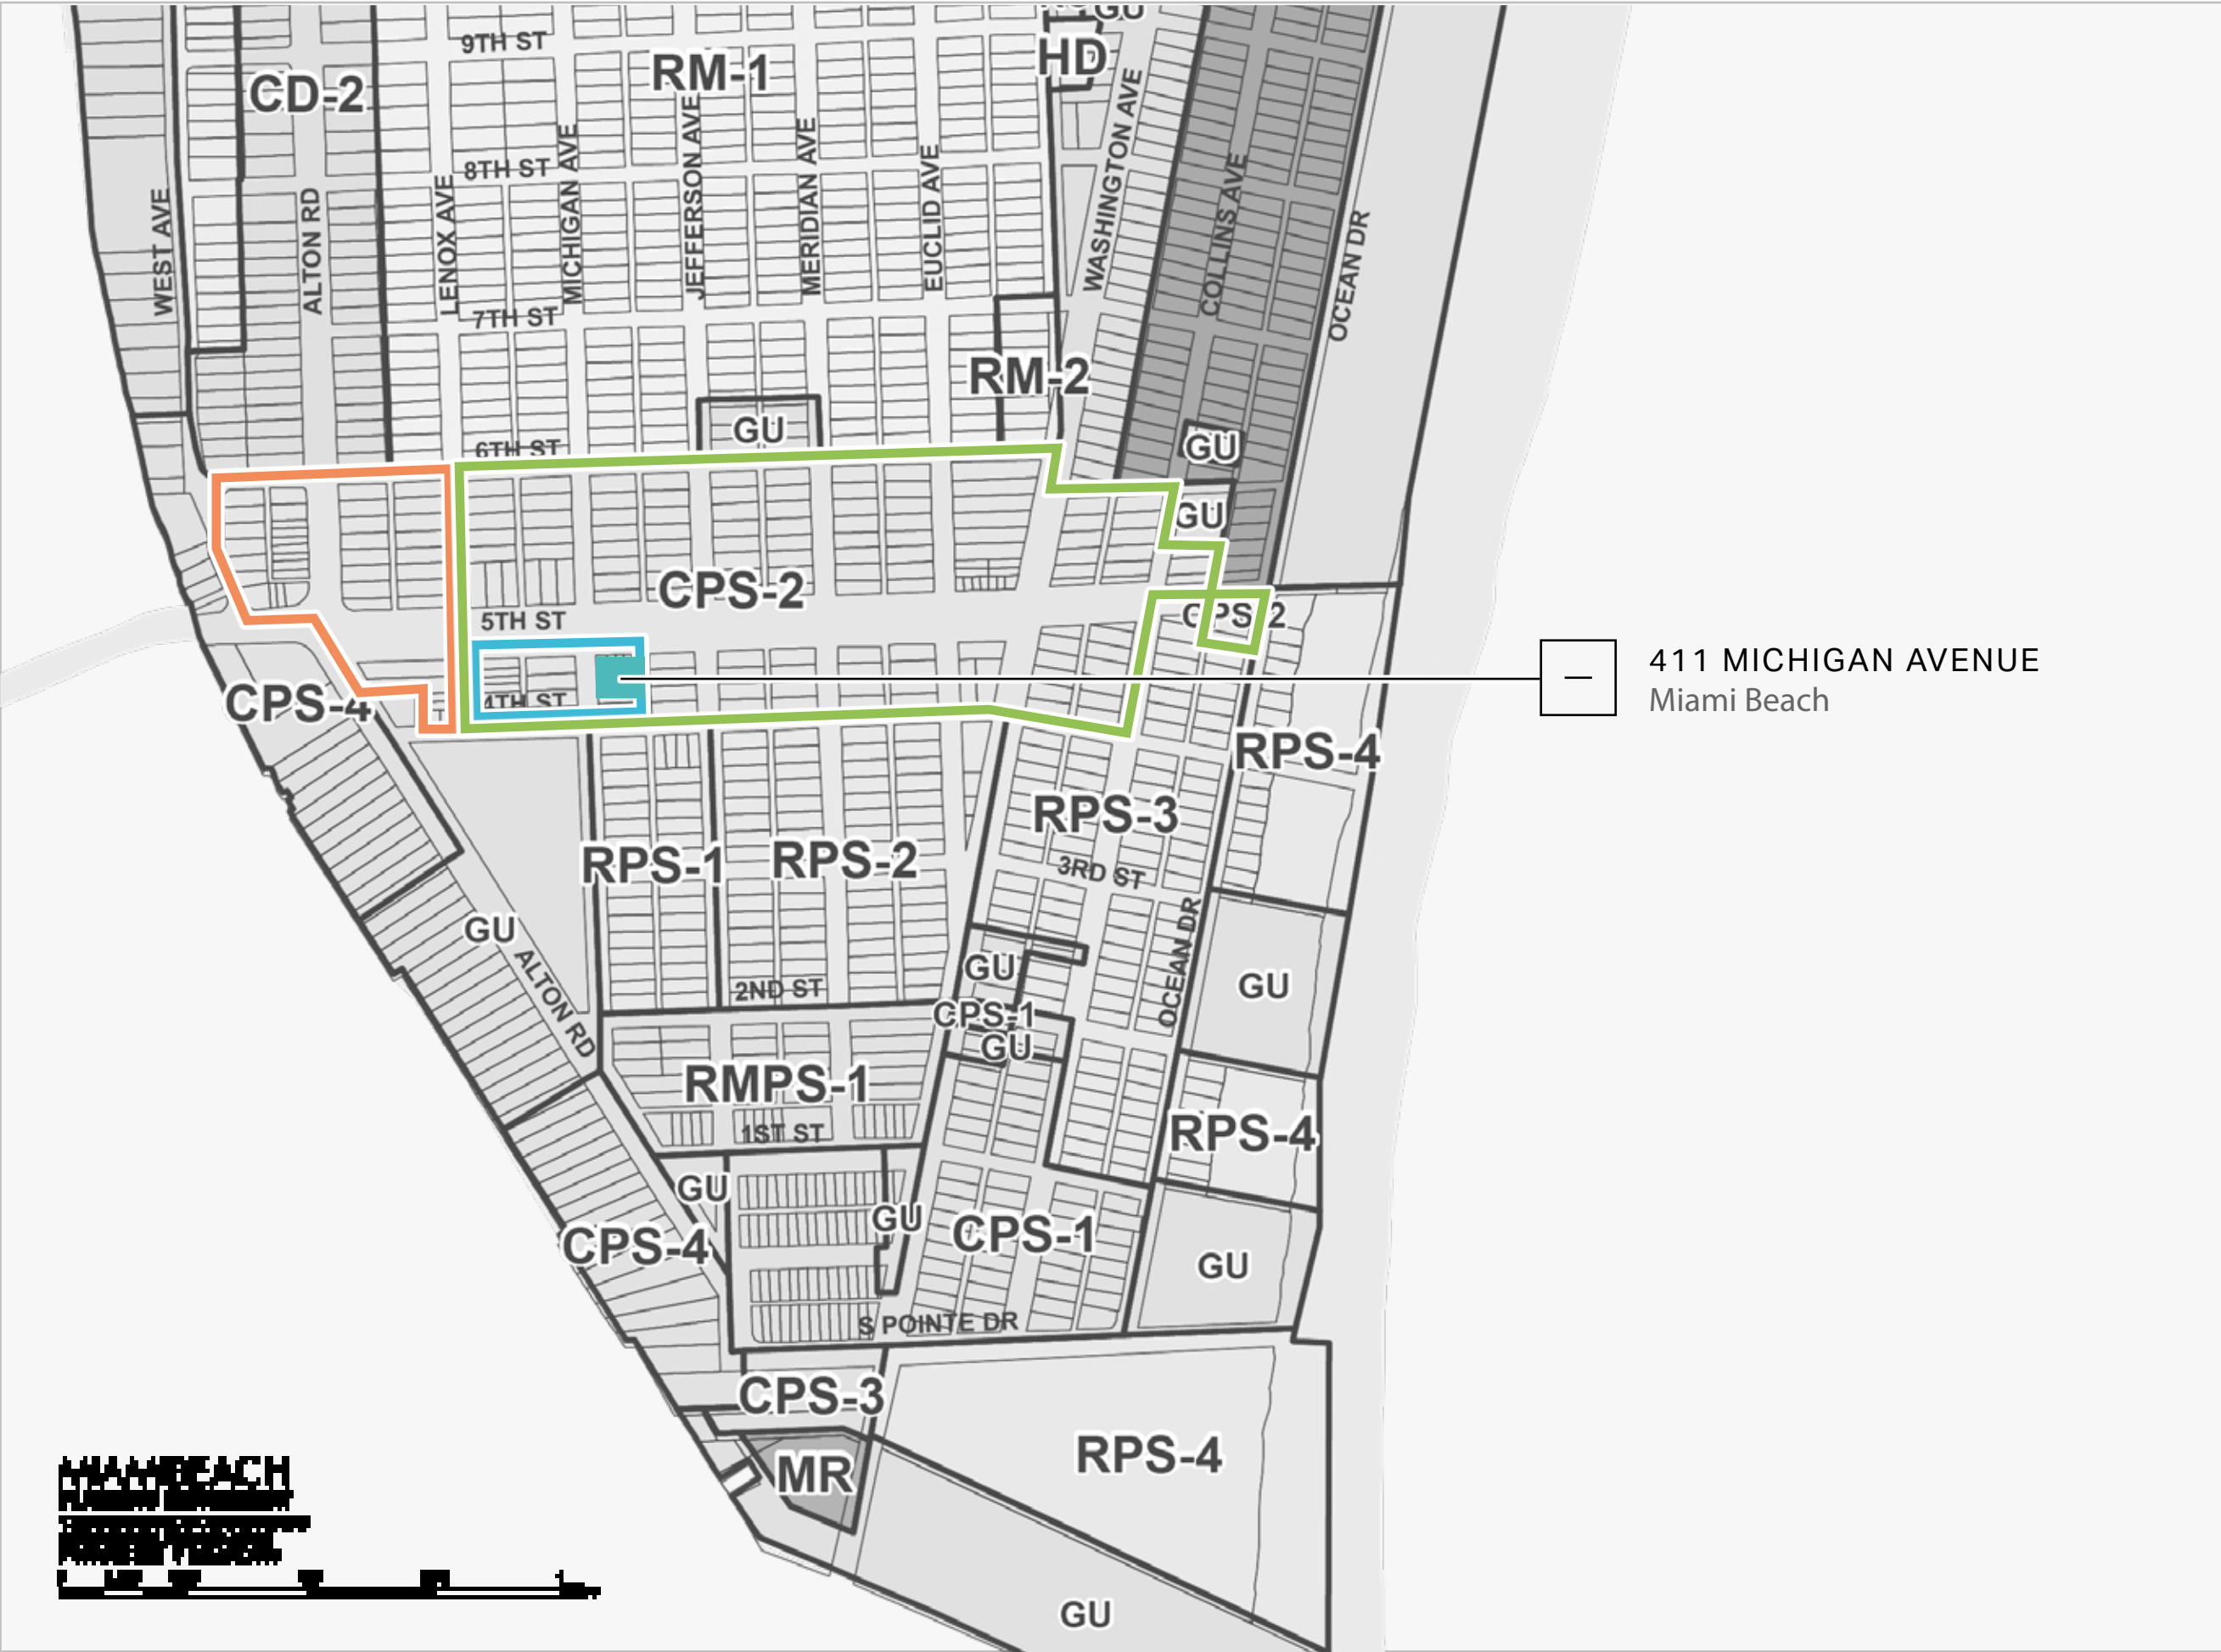 GU
9TH ST
RM-1
HD
CD-2
8TH ST
WEST AVE
ALTON RD
LENOX AVE
MICHIGAN AVE
JEFFERSON AVE
MERIDIAN AVE
EUCLID AVE
WASHINGTON AVE
COLLINS AVE
OCEAN DR
7TH ST
RM-2
GU
GU
6TH ST
GU
CPS-2
CPS-2
5TH ST
4TH ST
411 MICHIGAN AVENUE
Miami Beach
CPS-4
RPS-4
RPS-3
RPS-1
RPS-2
3RD ST
GU
ALTON RD
OCEAN DR
GU
GU
2ND ST
CPS-1
GU
RMPS-1
1ST ST
RPS-4
GU
GU
CPS-4
CPS-1
GU
S POINTE DR
CPS-3
RPS-4
MR
MIAMIBEACH
GU